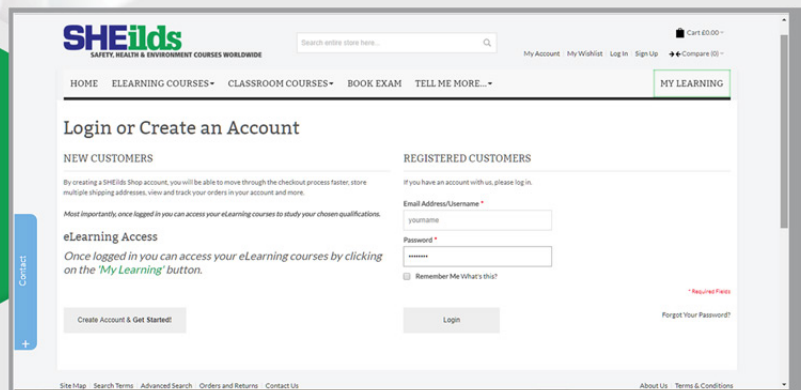 SHEilds
SAFETY, HEALTH & ENVIRONMENT COURSES WORLDWIDE
Search entire store here...
Cart £0.00
My Account My Wishlist Log In Sign Up Compare (0)
HOME ELEARNING COURSES CLASSROOM COURSES BOOK EXAM TELL ME MORE... MY LEARNING
Login or Create an Account
NEW CUSTOMERS
By creating a SHEilds Shop account, you will be able to move through the checkout process faster, store
multiple shipping addresses, view and track your orders in your account and more.
Most importantly, once logged in you can access your eLearning courses to study your chosen qualifications.
eLearning Access
Once logged in you can access your eLearning courses by clicking
on the 'My Learning' button.
Create Account & Get Started!
REGISTERED CUSTOMERS
If you have an account with us, please log in.
Email Address/Username *
yourname
Password *
••••••••
Remember Me What's this?
* Required Fields
Login
Forgot Your Password?
Contact
+
Site Map Search Terms Advanced Search Orders and Returns Contact Us
About Us Terms & Conditions